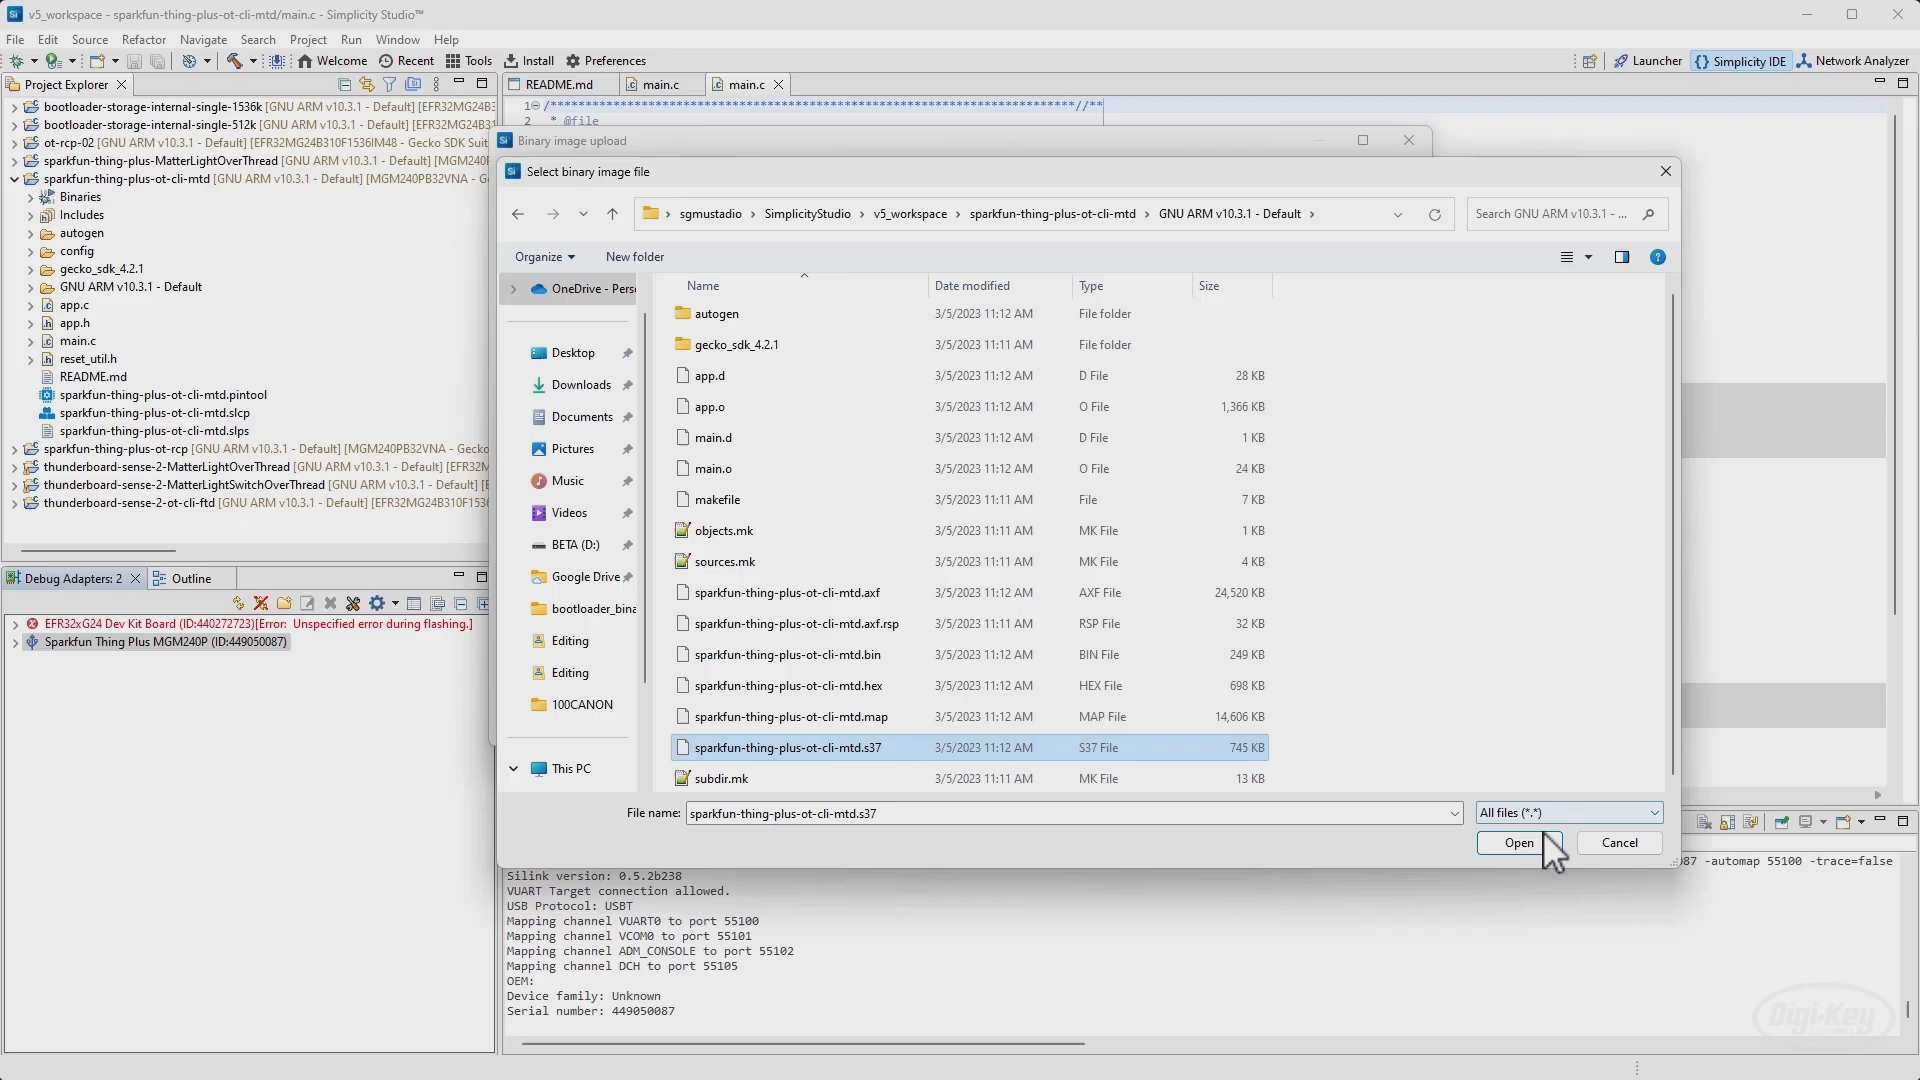 v5_workspace - sparkfun-thing-plus-ot-cli-mtd/main.c - Simplicity Studio™
File Edit Source Refactor Navigate Search Project Run Window Help
Welcome Recent Tools Install Preferences Launcher Simplicity IDE Network Analyzer
Project Explorer README.md main.c main.c
bootloader-storage-internal-single-1536k [GNU ARM v10.3.1 - Default] [EFR32MG24B3
bootloader-storage-internal-single-512k [GNU ARM v10.3.1 - Default] [EFR32MG24B31
ot-rcp-02 [GNU ARM v10.3.1 - Default] [EFR32MG24B310F1536IM48 - Gecko SDK Suit
sparkfun-thing-plus-MatterLightOverThread [GNU ARM v10.3.1 - Default] [MGM240P
sparkfun-thing-plus-ot-cli-mtd [GNU ARM v10.3.1 - Default] [MGM240PB32VNA - G
Binaries
Includes
autogen
config
gecko_sdk_4.2.1
GNU ARM v10.3.1 - Default
app.c
app.h
main.c
reset_util.h
README.md
sparkfun-thing-plus-ot-cli-mtd.pintool
sparkfun-thing-plus-ot-cli-mtd.slcp
sparkfun-thing-plus-ot-cli-mtd.slps
sparkfun-thing-plus-ot-rcp [GNU ARM v10.3.1 - Default] [MGM240PB32VNA - Gecko
thunderboard-sense-2-MatterLightOverThread [GNU ARM v10.3.1 - Default] [EFR32
thunderboard-sense-2-MatterLightSwitchOverThread [GNU ARM v10.3.1 - Default] [E
thunderboard-sense-2-ot-cli-ftd [GNU ARM v10.3.1 - Default] [EFR32MG24B310F1536
Debug Adapters: 2 Outline
EFR32xG24 Dev Kit Board (ID:440272723)[Error: Unspecified error during flashing.]
Sparkfun Thing Plus MGM240P (ID:449050087)
1
2 * @file
Binary image upload
Select binary image file
sgmustadio SimplicityStudio v5_workspace sparkfun-thing-plus-ot-cli-mtd GNU ARM v10.3.1 - Default
Search GNU ARM v10.3.1 - ...
Organize New folder
OneDrive - Pers
Desktop
Downloads
Documents
Pictures
Music
Videos
BETA (D:)
Google Drive
bootloader_bina
Editing
Editing
100CANON
This PC
Name Date modified Type Size
autogen 3/5/2023 11:12 AM File folder
gecko_sdk_4.2.1 3/5/2023 11:11 AM File folder
app.d 3/5/2023 11:12 AM D File 28 KB
app.o 3/5/2023 11:12 AM O File 1,366 KB
main.d 3/5/2023 11:12 AM D File 1 KB
main.o 3/5/2023 11:12 AM O File 24 KB
makefile 3/5/2023 11:11 AM File 7 KB
objects.mk 3/5/2023 11:11 AM MK File 1 KB
sources.mk 3/5/2023 11:11 AM MK File 4 KB
sparkfun-thing-plus-ot-cli-mtd.axf 3/5/2023 11:12 AM AXF File 24,520 KB
sparkfun-thing-plus-ot-cli-mtd.axf.rsp 3/5/2023 11:12 AM RSP File 32 KB
sparkfun-thing-plus-ot-cli-mtd.bin 3/5/2023 11:12 AM BIN File 249 KB
sparkfun-thing-plus-ot-cli-mtd.hex 3/5/2023 11:12 AM HEX File 698 KB
sparkfun-thing-plus-ot-cli-mtd.map 3/5/2023 11:12 AM MAP File 14,606 KB
sparkfun-thing-plus-ot-cli-mtd.s37 3/5/2023 11:12 AM S37 File 745 KB
subdir.mk 3/5/2023 11:11 AM MK File 13 KB
File name: sparkfun-thing-plus-ot-cli-mtd.s37 All files (*.*)
Open Cancel
087 -automap 55100 -trace=false
Silink version: 0.5.2b238
VUART Target connection allowed.
USB Protocol: USBT
Mapping channel VUART0 to port 55100
Mapping channel VCOM0 to port 55101
Mapping channel ADM_CONSOLE to port 55102
Mapping channel DCH to port 55105
OEM:
Device family: Unknown
Serial number: 449050087
Digi-Key